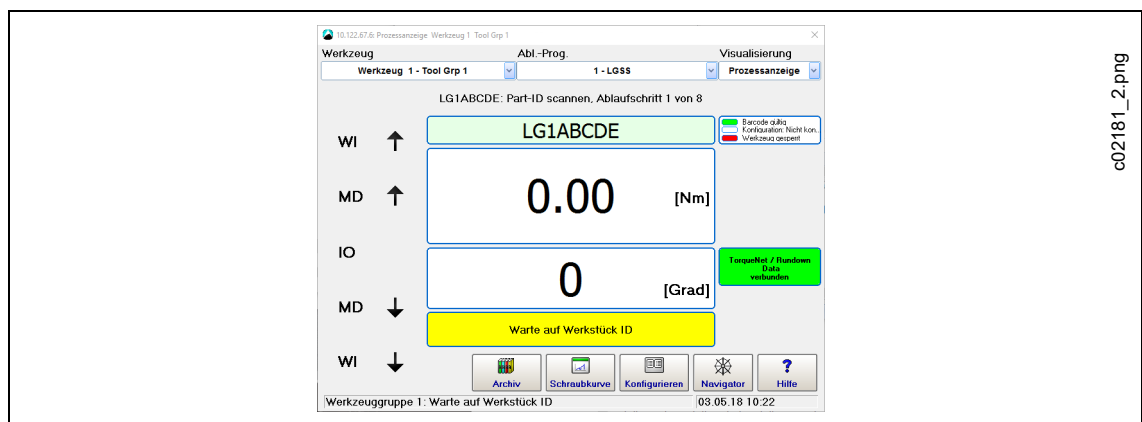 10.122.67.6: Prozessanzeige Werkzeug 1 Tool Grp 1
Werkzeug Abl.-Prog. Visualisierung
Werkzeug 1 - Tool Grp 1 1 - LGSS Prozessanzeige
LG1ABCDE: Part-ID scannen, Ablaufschritt 1 von 8
WI
LG1ABCDE
Barcode gültig
Konfiguration: Nicht kon..
Werkzeug gesperrt
MD
0.00 [Nm]
IO
0 [Grad]
TorqueNet / Rundown
Data
verbunden
MD
Warte auf Werkstück ID
WI
Archiv Schraubkurve Konfigurieren Navigator Hilfe
Werkzeuggruppe 1: Warte auf Werkstück ID 03.05.18 10:22
c02181_2.png